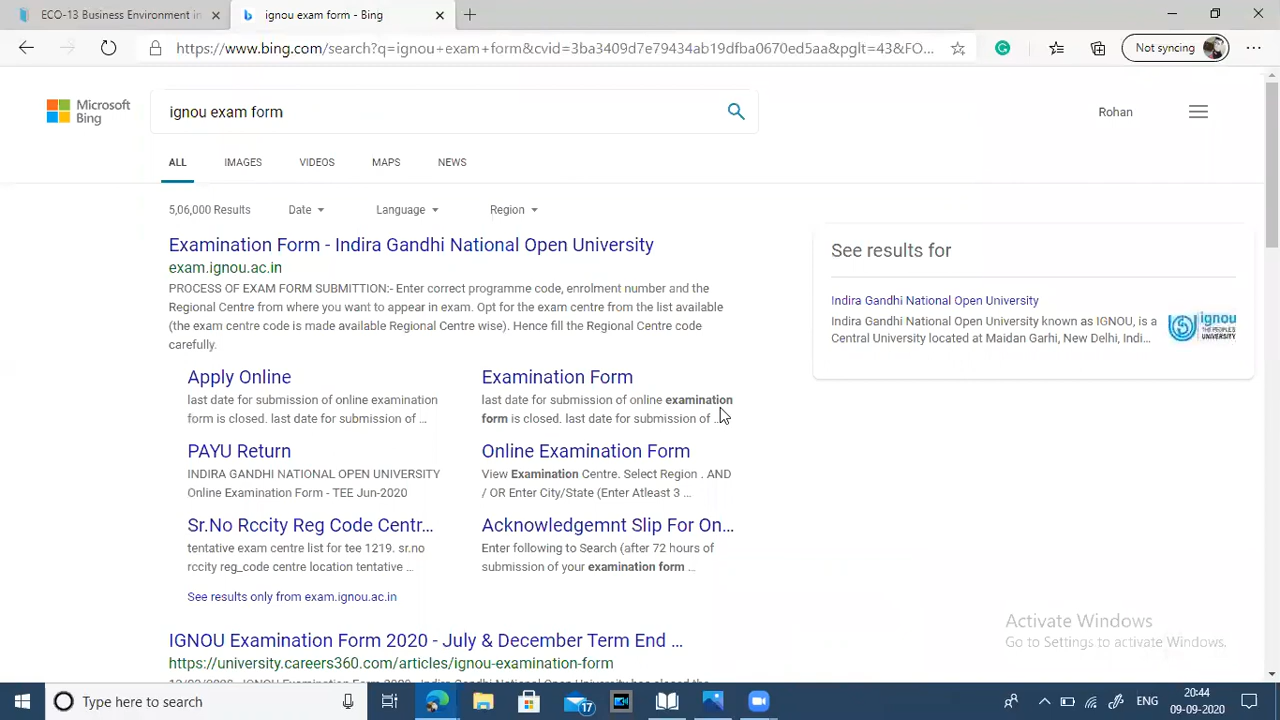 ECO-13 Business Environment in
ignou exam form - Bing
https://www.bing.com/search?q=ignou+exam+form&cvid=3ba3409d7e79434ab19dfba0670ed5aa&pglt=43&FO...
Not syncing
Microsoft Bing
ignou exam form
Rohan
ALL IMAGES VIDEOS MAPS NEWS
5,06,000 Results Date Language Region
Examination Form - Indira Gandhi National Open University
exam.ignou.ac.in
PROCESS OF EXAM FORM SUBMITTION:- Enter correct programme code, enrolment number and the
Regional Centre from where you want to appear in exam. Opt for the exam centre from the list available
(the exam centre code is made available Regional Centre wise). Hence fill the Regional Centre code
carefully.
Apply Online
last date for submission of online examination
form is closed. last date for submission of ...
Examination Form
last date for submission of online examination
form is closed. last date for submission of ...
PAYU Return
INDIRA GANDHI NATIONAL OPEN UNIVERSITY
Online Examination Form - TEE Jun-2020
Online Examination Form
View Examination Centre. Select Region . AND
/ OR Enter City/State (Enter Atleast 3 ...
Sr.No Rccity Reg Code Centr...
tentative exam centre list for tee 1219. sr.no
rccity reg_code centre location tentative ...
Acknowledgemnt Slip For On...
Enter following to Search (after 72 hours of
submission of your examination form ...
See results only from exam.ignou.ac.in
IGNOU Examination Form 2020 - July & December Term End ...
https://university.careers360.com/articles/ignou-examination-form
See results for
Indira Gandhi National Open University
Indira Gandhi National Open University known as IGNOU, is a
Central University located at Maidan Garhi, New Delhi, Indi...
ignou
THE PEOPLE'S
UNIVERSITY
Activate Windows
Go to Settings to activate Windows.
Type here to search
17
ENG
20:44
09-09-2020